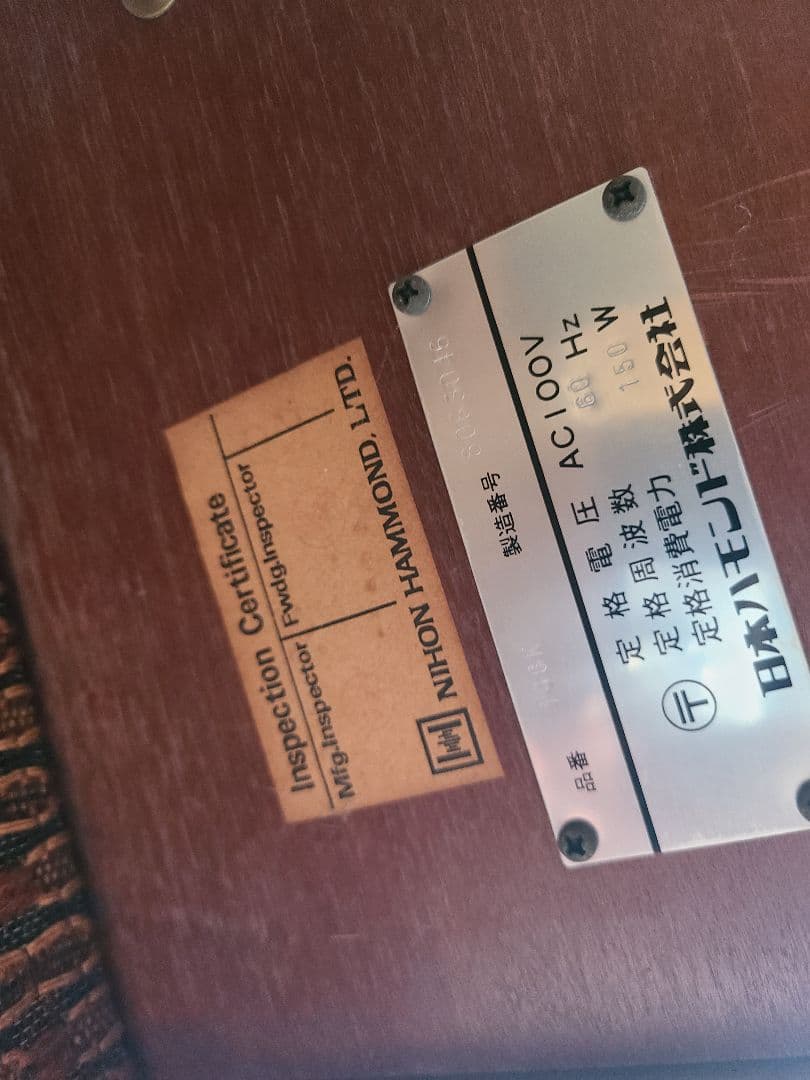 Inspection Certificate
Mfg.Inspector Fwdg.Inspector
NIHON HAMMOND, LTD.
品番 製造番号
定格電圧 AC100V
定格周波数 60 Hz
定格消費電力 150 W
〒
日本ハモンド株式会社